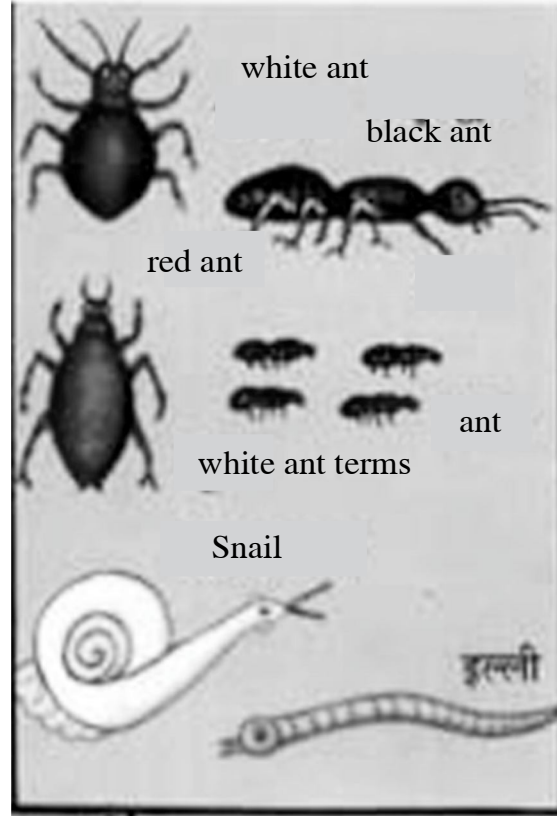 white ant
black ant
red ant
ant
white ant terms
Snail
इल्ली